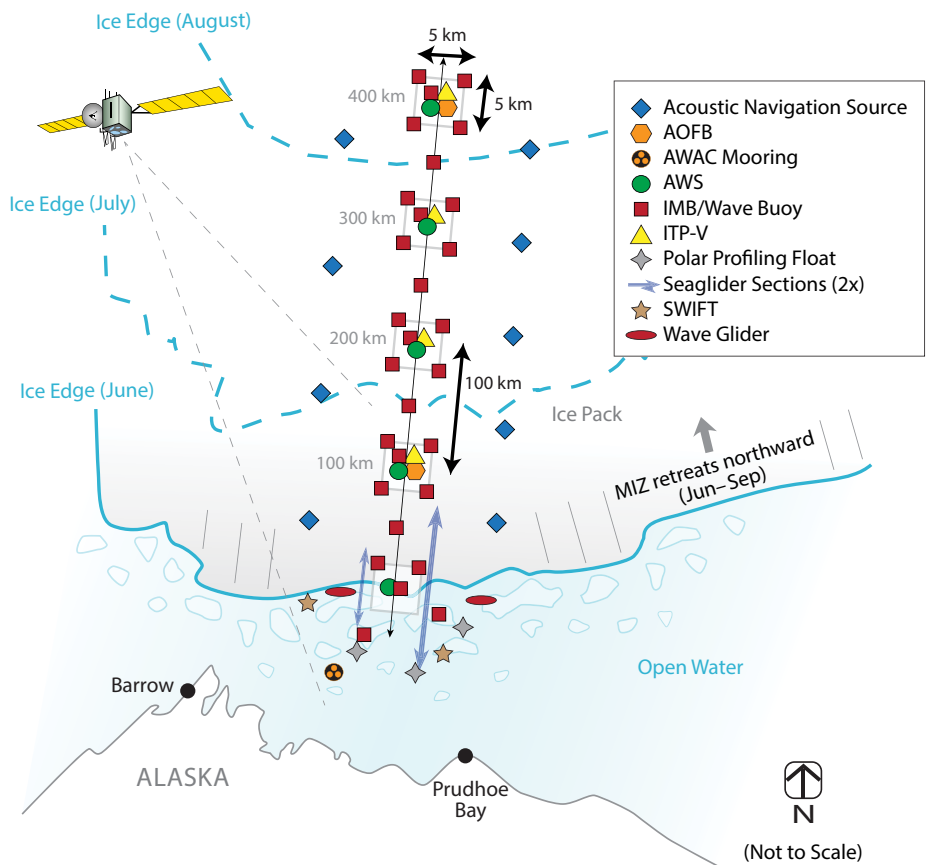 Ice Edge (August)
5 km
400 km
5 km
Ice Edge (July)
300 km
200 km
Ice Edge (June)
100 km
Ice Pack
100 km
MIZ retreats northward
(Jun–Sep)
Acoustic Navigation Source
AOFB
AWAC Mooring
AWS
IMB/Wave Buoy
ITP-V
Polar Profiling Float
Seaglider Sections (2x)
SWIFT
Wave Glider
Open Water
Barrow
ALASKA
Prudhoe
Bay
N
(Not to Scale)